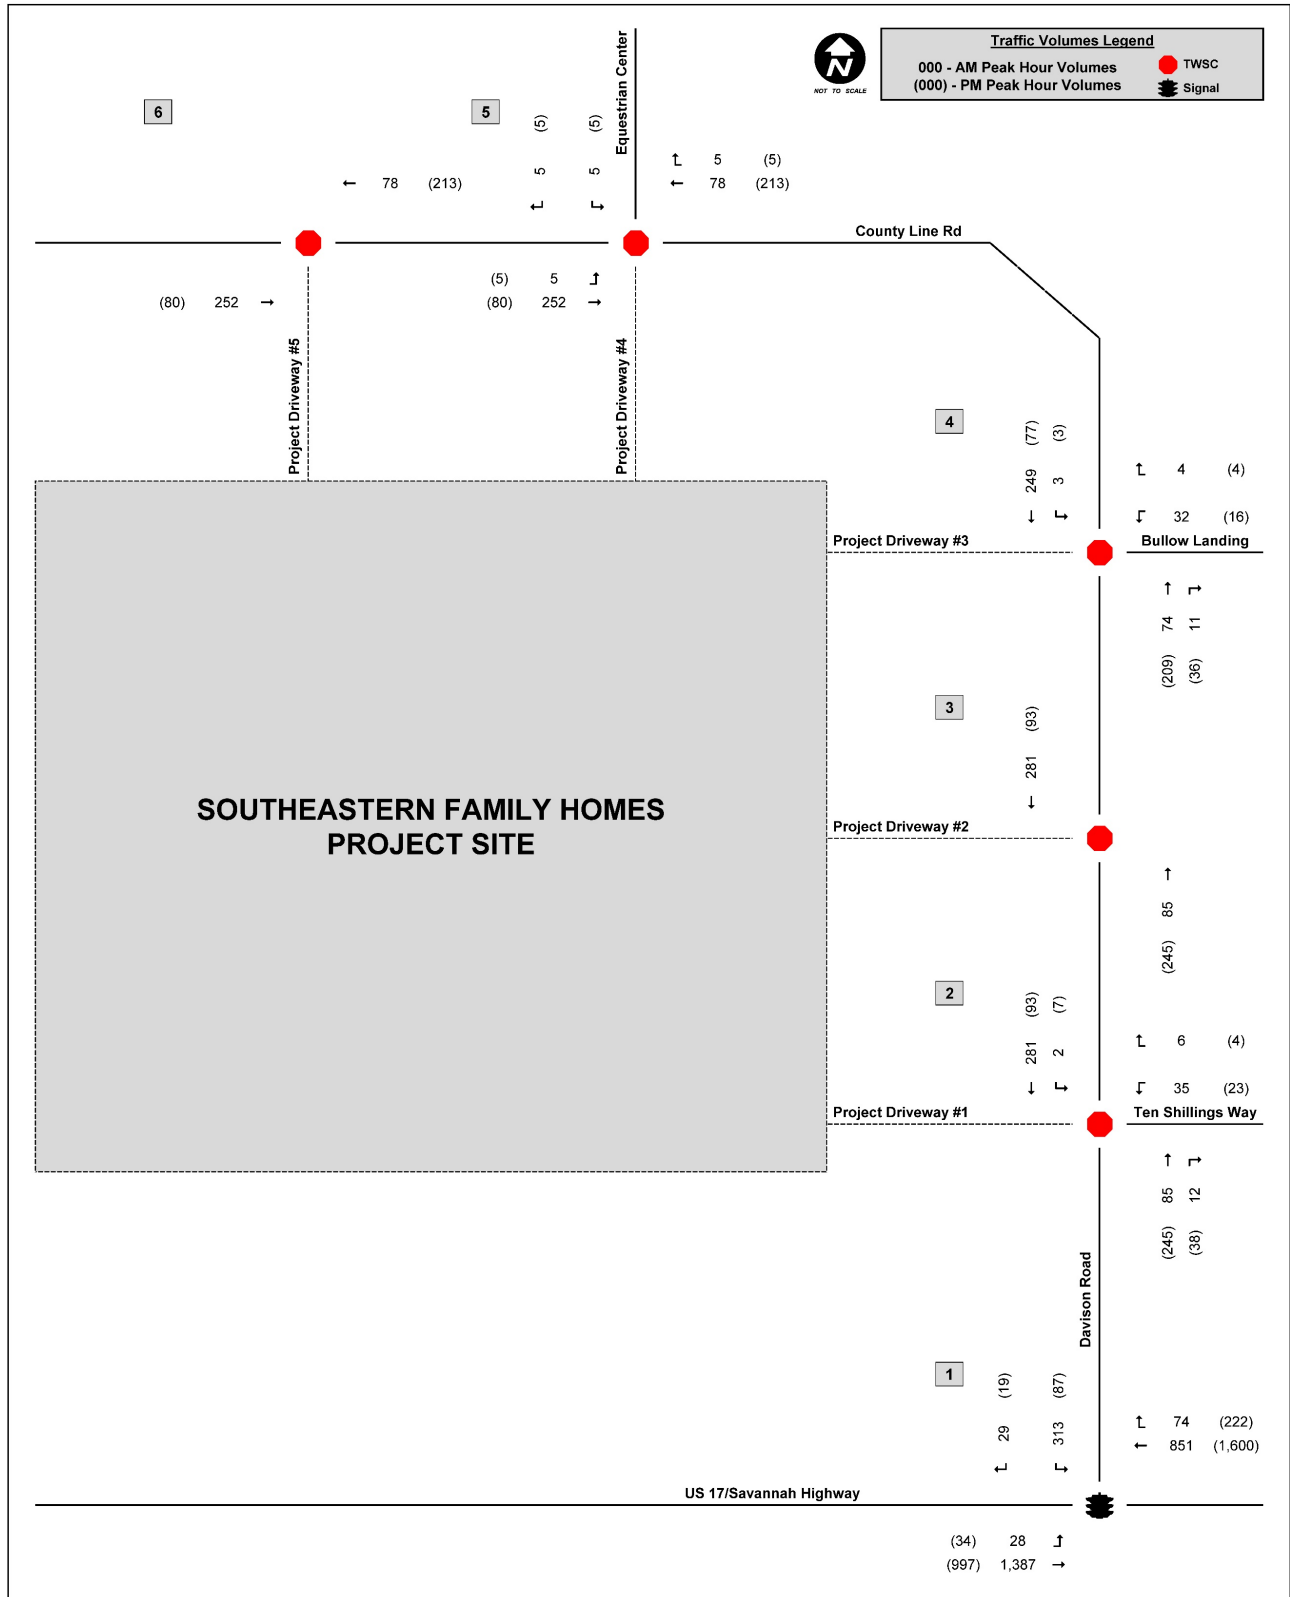 Traffic Volumes Legend
000 - AM Peak Hour Volumes
(000) - PM Peak Hour Volumes
TWSC
Signal
N
NOT TO SCALE
6
5
Equestrian Center
(5) (5)
5 5
5 (5)
78 (213)
78 (213)
County Line Rd
(5) 5
(80) 252
(80) 252
Project Driveway #5
Project Driveway #4
4
(77) (3)
249 3
4 (4)
32 (16)
Project Driveway #3
Bullow Landing
74 11
(209) (36)
3
(93)
281
SOUTHEASTERN FAMILY HOMES
PROJECT SITE
Project Driveway #2
85
(245)
2
(93) (7)
281 2
6 (4)
35 (23)
Project Driveway #1
Ten Shillings Way
85 12
(245) (38)
Davison Road
1
(19) (87)
29 313
74 (222)
851 (1,600)
US 17/Savannah Highway
(34) 28
(997) 1,387